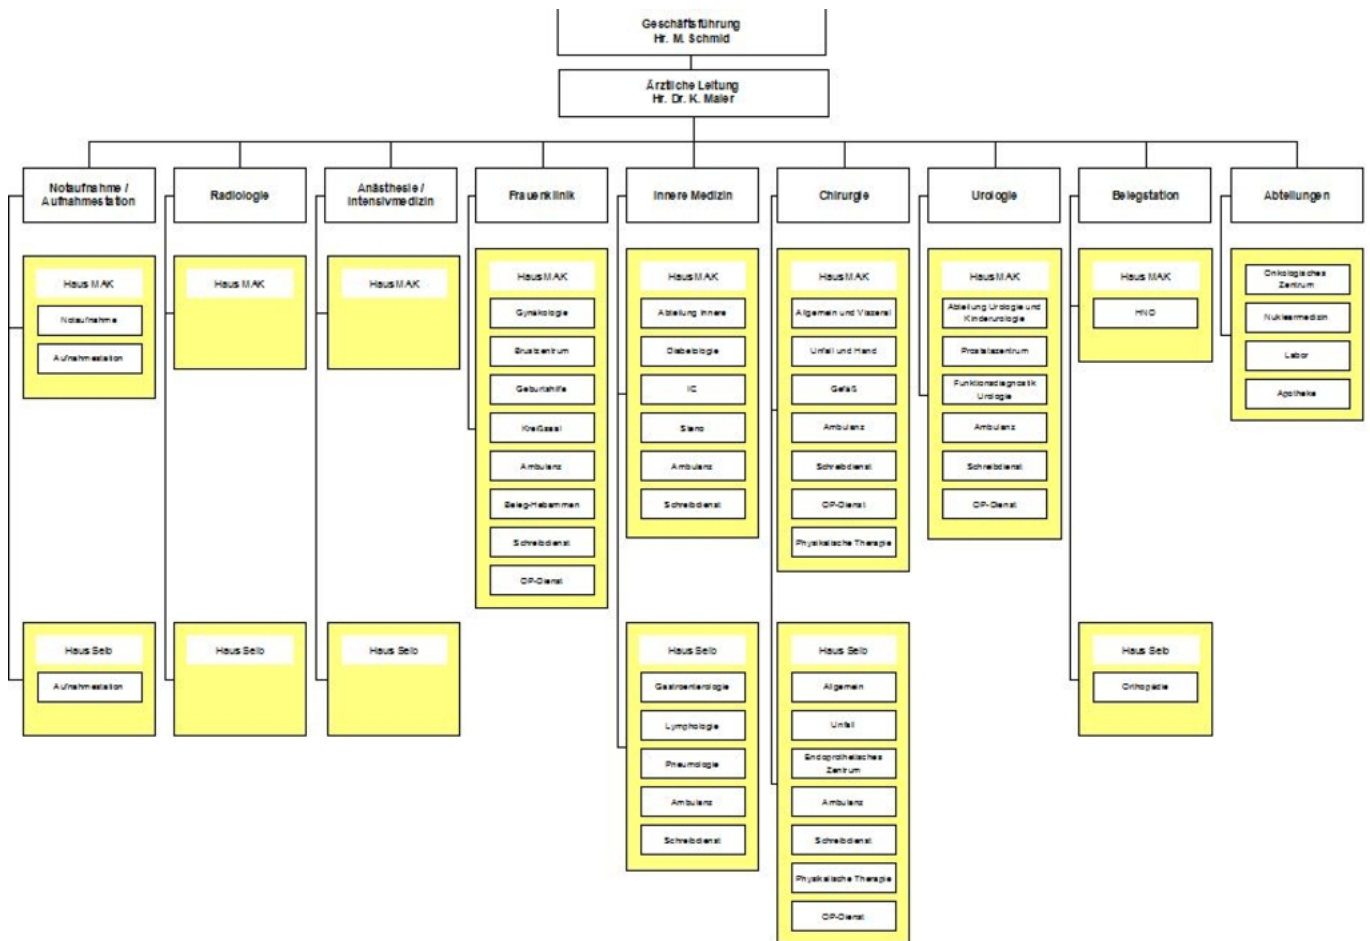 Geschäftsführung
Hr. M. Schmid
Ärztliche Leitung
Hr. Dr. K. Maier
Notaufnahme /
Aufnahmestation
Radiologie
Anästhesie /
Intensivmedizin
Frauenklinik
Innere Medizin
Chirurgie
Urologie
Belegstation
Abteilungen
Haus MAK
Notaufnahme
Aufnahmestation
Haus MAK
Haus MAK
Haus MAK
Gynäkologie
Brustzentrum
Geburtshilfe
Kreißsaal
Ambulanz
Beleg-Hebammen
Schreibdienst
OP-Dienst
Haus MAK
Abteilung Innere
Diabetologie
IC
Steno
Ambulanz
Schreibdienst
Haus MAK
Allgemein und Visceral
Unfall und Hand
Gefäß
Ambulanz
Schreibdienst
OP-Dienst
Physikalische Therapie
Haus MAK
Abteilung Urologie und
Kinderurologie
Prostatazentrum
Funktionsdiagnostik
Urologie
Ambulanz
Schreibdienst
OP-Dienst
Haus MAK
HNO
Onkologisches
Zentrum
Nuklearmedizin
Labor
Apotheke
Haus Selb
Aufnahmestation
Haus Selb
Haus Selb
Haus Selb
Gastroenterologie
Lymphologie
Pneumologie
Ambulanz
Schreibdienst
Haus Selb
Allgemein
Unfall
Endoprothetisches
Zentrum
Ambulanz
Schreibdienst
Physikalische Therapie
OP-Dienst
Haus Selb
Orthopädie